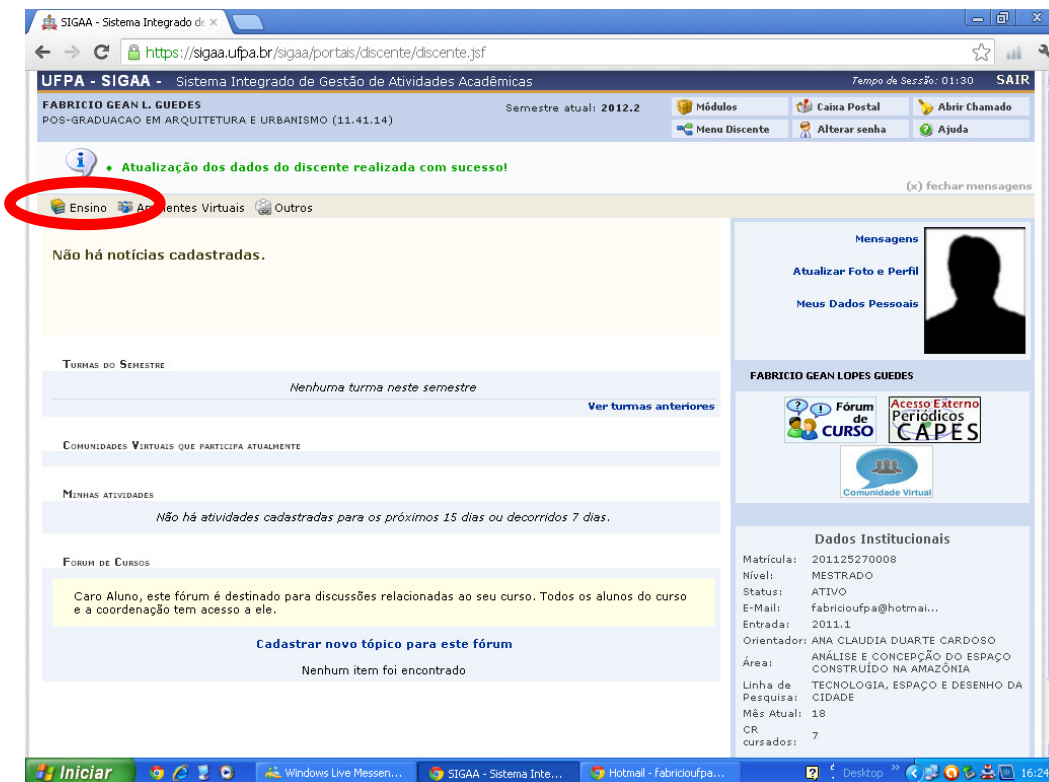 SIGAA - Sistema Integrado de
https://sigaa.ufpa.br/sigaa/portais/discente/discente.jsf
UFPA - SIGAA - Sistema Integrado de Gestão de Atividades Acadêmicas
Tempo de Sessão: 01:30 SAIR
FABRICIO GEAN L. GUEDES
POS-GRADUACAO EM ARQUITETURA E URBANISMO (11.41.14)
Semestre atual: 2012.2
Módulos Caixa Postal Abrir Chamado
Menu Discente Alterar senha Ajuda
• Atualização dos dados do discente realizada com sucesso!
(x) fechar mensagens
Ensino Ambientes Virtuais Outros
Não há notícias cadastradas.
Mensagens
Atualizar Foto e Perfil
Meus Dados Pessoais
FABRICIO GEAN LOPES GUEDES
TURMAS DO SEMESTRE
Nenhuma turma neste semestre
Ver turmas anteriores
COMUNIDADES VIRTUAIS QUE PARTICIPA ATUALMENTE
MINHAS ATIVIDADES
Não há atividades cadastradas para os próximos 15 dias ou decorridos 7 dias.
FORUM DE CURSOS
Caro Aluno, este fórum é destinado para discussões relacionadas ao seu curso. Todos os alunos do curso
e a coordenação tem acesso a ele.
Cadastrar novo tópico para este fórum
Nenhum item foi encontrado
Fórum
de
CURSO
Acesso Externo
Periódicos
CAPES
Comunidade Virtual
Dados Institucionais
Matrícula: 201125270008
Nível: MESTRADO
Status: ATIVO
E-Mail: fabricioufpa@hotmai...
Entrada: 2011.1
Orientador: ANA CLAUDIA DUARTE CARDOSO
Área: ANÁLISE E CONCEPÇÃO DO ESPAÇO
CONSTRUÍDO NA AMAZÔNIA
Linha de TECNOLOGIA, ESPAÇO E DESENHO DA
Pesquisa: CIDADE
Mês Atual: 18
CR
cursados: 7
Iniciar Windows Live Messen... SIGAA - Sistema Inte... Hotmail - fabricioufpa... Desktop 16:24